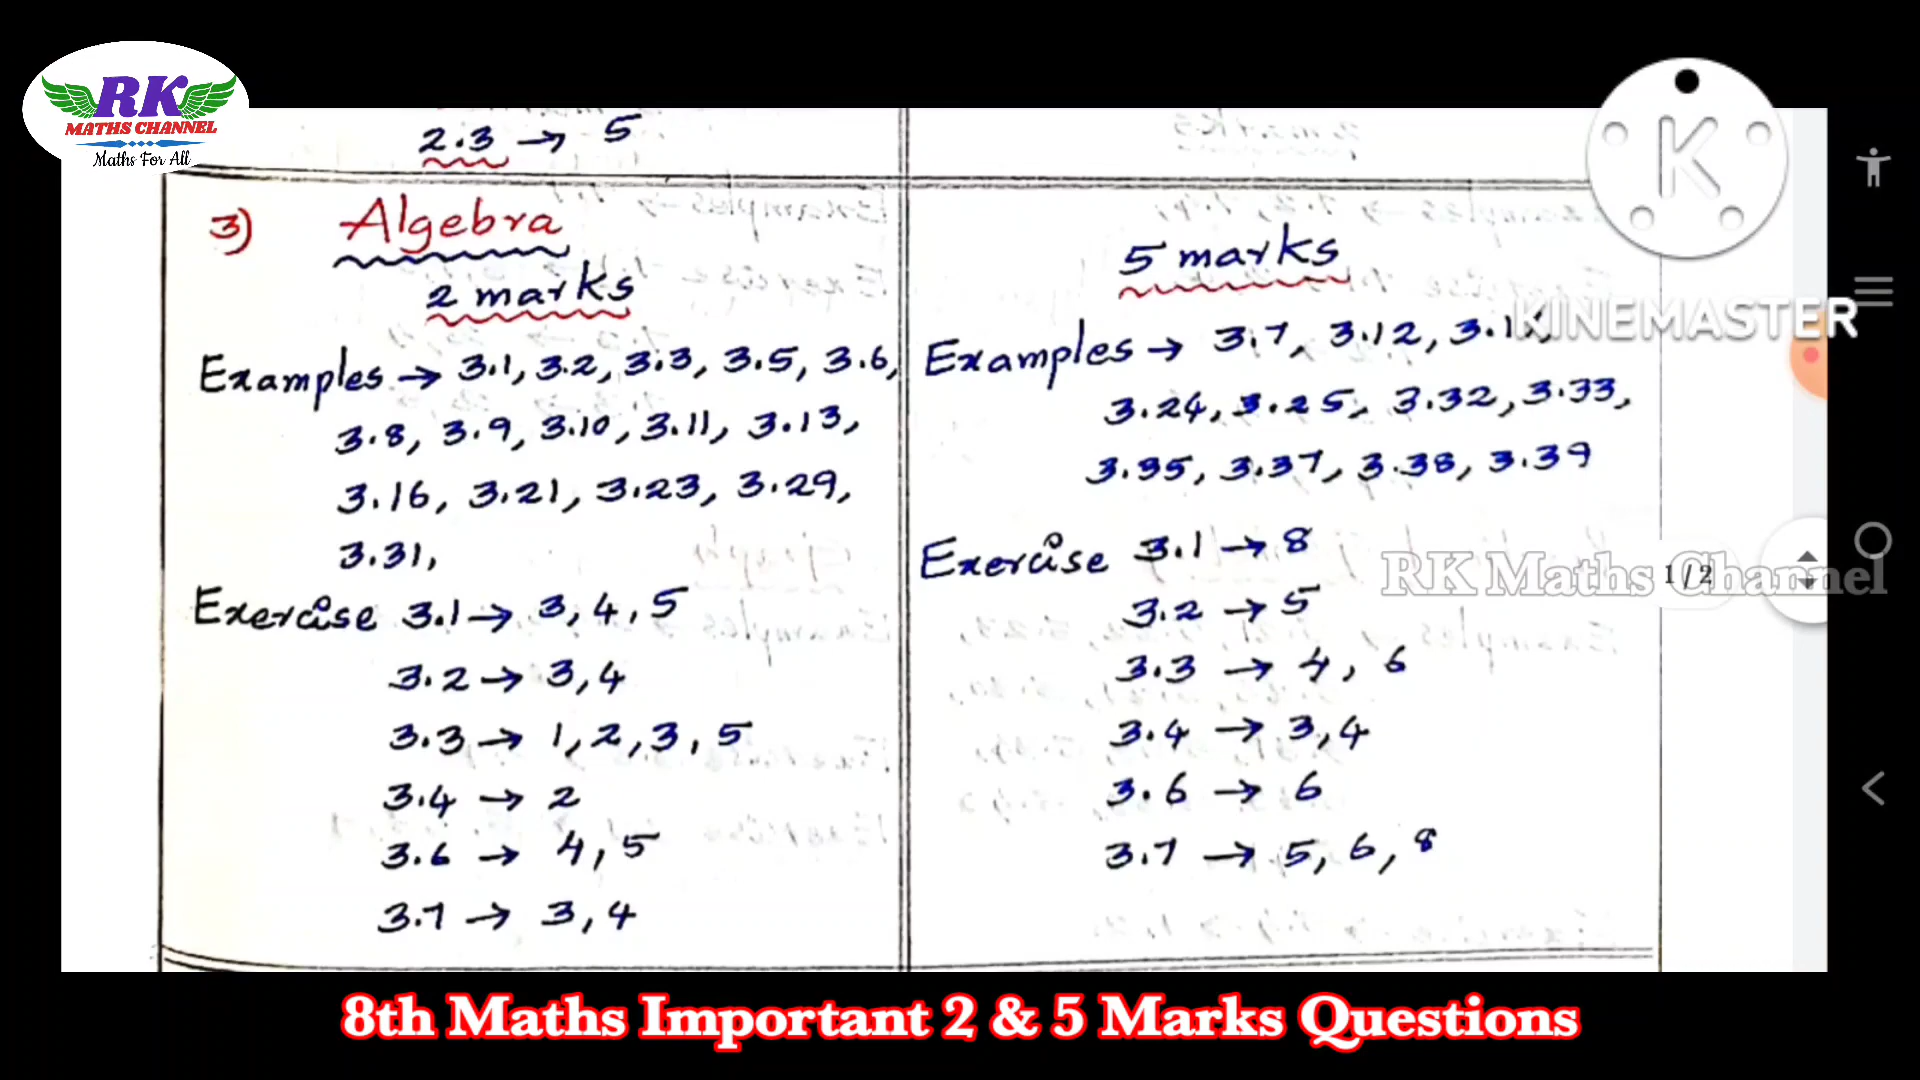 RK
MATHS CHANNEL
Maths For All
2.3 → 5
3) Algebra
2 marks
Examples → 3.1, 3.2, 3.3, 3.5, 3.6,
3.8, 3.9, 3.10, 3.11, 3.13,
3.16, 3.21, 3.23, 3.29,
3.31,
Exercise 3.1 → 3, 4, 5
3.2 → 3, 4
3.3 → 1, 2, 3, 5
3.4 → 2
3.6 → 4, 5
3.7 → 3, 4
5 marks
Examples → 3.7, 3.12,
3.24, 3.25, 3.32, 3.33,
3.35, 3.37, 3.38, 3.39
Exercise 3.1 → 8
3.2 → 5
3.3 → 4, 6
3.4 → 3, 4
3.6 → 6
3.7 → 5, 6, 8
K
KINEMASTER
RK Maths Channel
1/2
8th Maths Important 2 & 5 Marks Questions